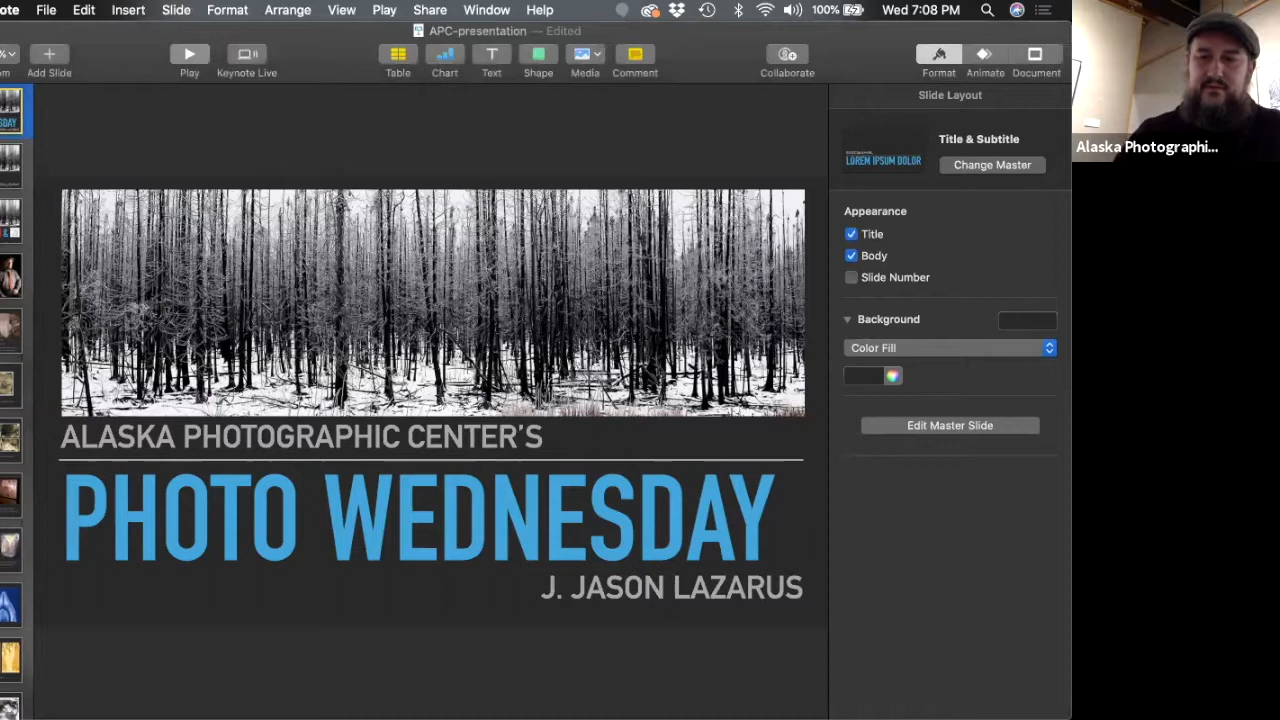 File Edit Insert Slide Format Arrange View Play Share Window Help 100% Wed 7:08 PM
APC-presentation — Edited
Add Slide Play Keynote Live Table Chart Text Shape Media Comment Collaborate Format Animate Document
Slide Layout
Title & Subtitle
LOREM IPSUM DOLOR
Change Master
Alaska Photographi...
Appearance
Title
Body
Slide Number
Background
Color Fill
Edit Master Slide
ALASKA PHOTOGRAPHIC CENTER’S
PHOTO WEDNESDAY
J. JASON LAZARUS